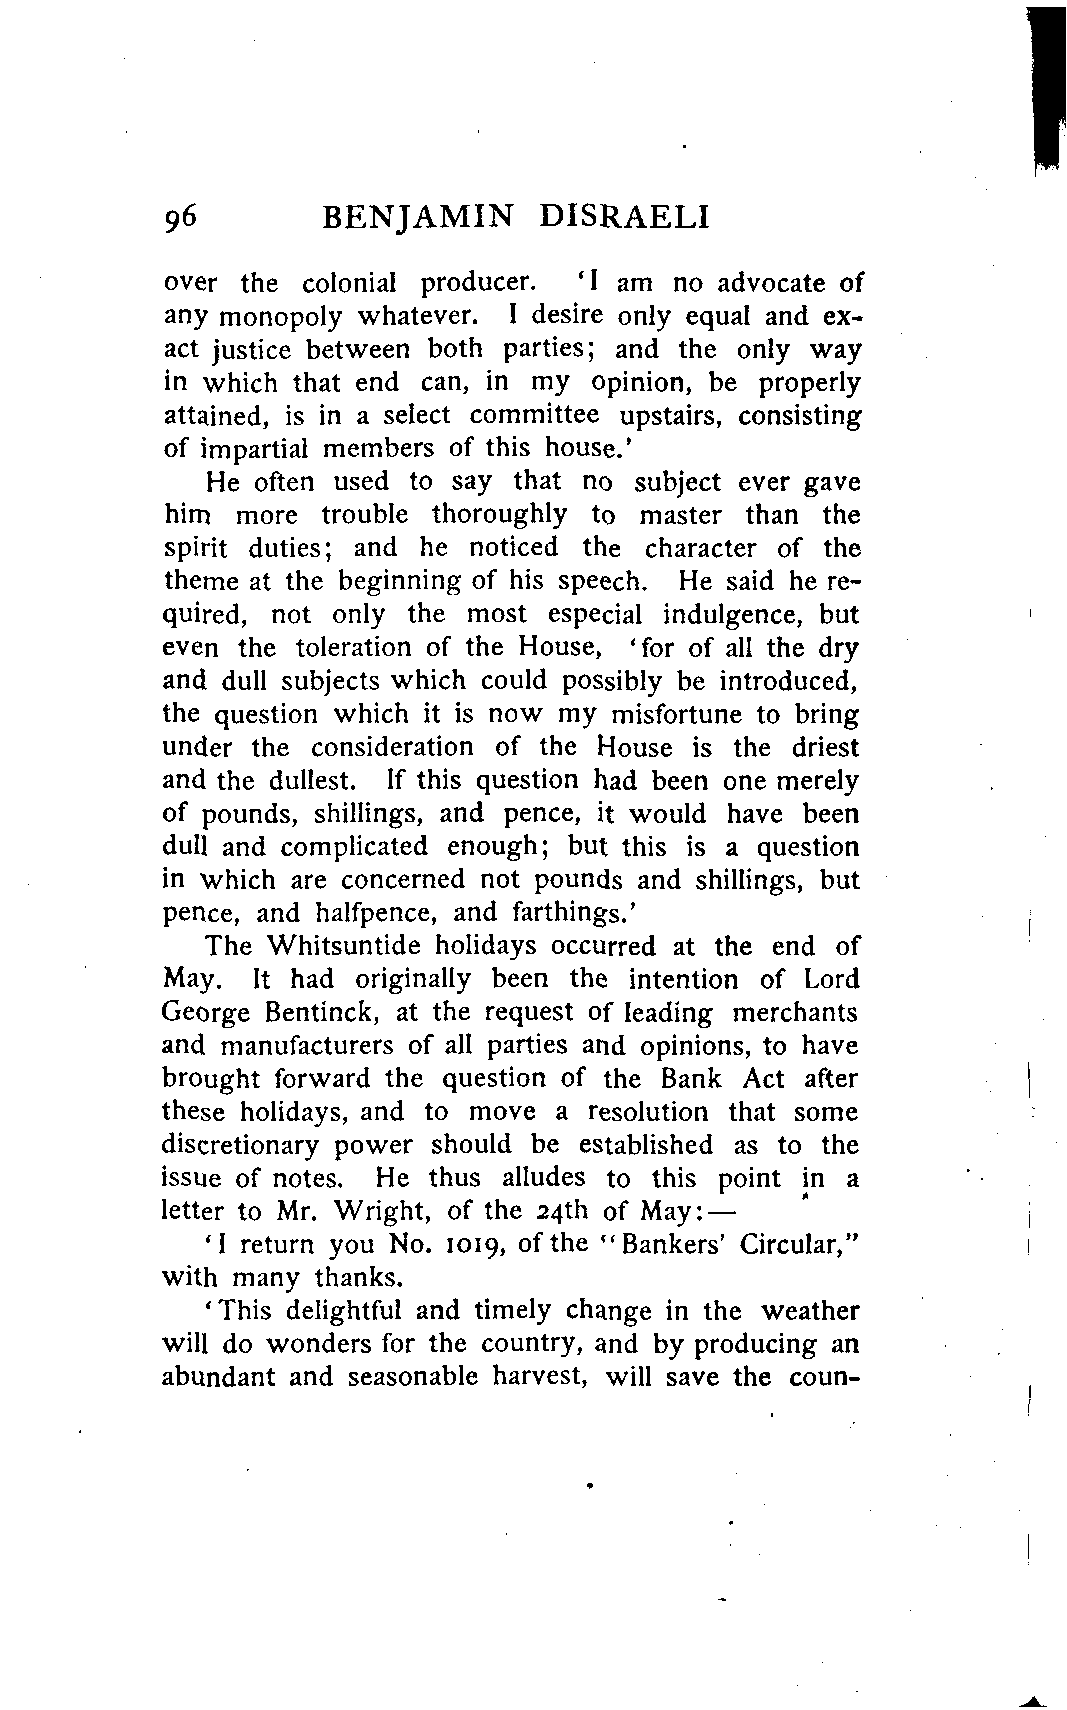 96 BENJAMIN DISRAELI
over the colonial producer. ‘I am no advocate of
any monopoly whatever. I desire only equal and ex-
act justice between both parties; and the only way
in which that end can, in my opinion, be properly
attained, is in a select committee upstairs, consisting
of impartial members of this house.’
He often used to say that no subject ever gave
him more trouble thoroughly to master than the
spirit duties; and he noticed the character of the
theme at the beginning of his speech. He said he re-
quired, not only the most especial indulgence, but
even the toleration of the House, ‘for of all the dry
and dull subjects which could possibly be introduced,
the question which it is now my misfortune to bring
under the consideration of the House is the driest
and the dullest. If this question had been one merely
of pounds, shillings, and pence, it would have been
dull and complicated enough; but this is a question
in which are concerned not pounds and shillings, but
pence, and halfpence, and farthings.’
The Whitsuntide holidays occurred at the end of
May. It had originally been the intention of Lord
George Bentinck, at the request of leading merchants
and manufacturers of all parties and opinions, to have
brought forward the question of the Bank Act after
these holidays, and to move a resolution that some
discretionary power should be established as to the
issue of notes. He thus alludes to this point in a
letter to Mr. Wright, of the 24th of May:—
‘I return you No. 1019, of the “Bankers’ Circular,”
with many thanks.
‘This delightful and timely change in the weather
will do wonders for the country, and by producing an
abundant and seasonable harvest, will save the coun-